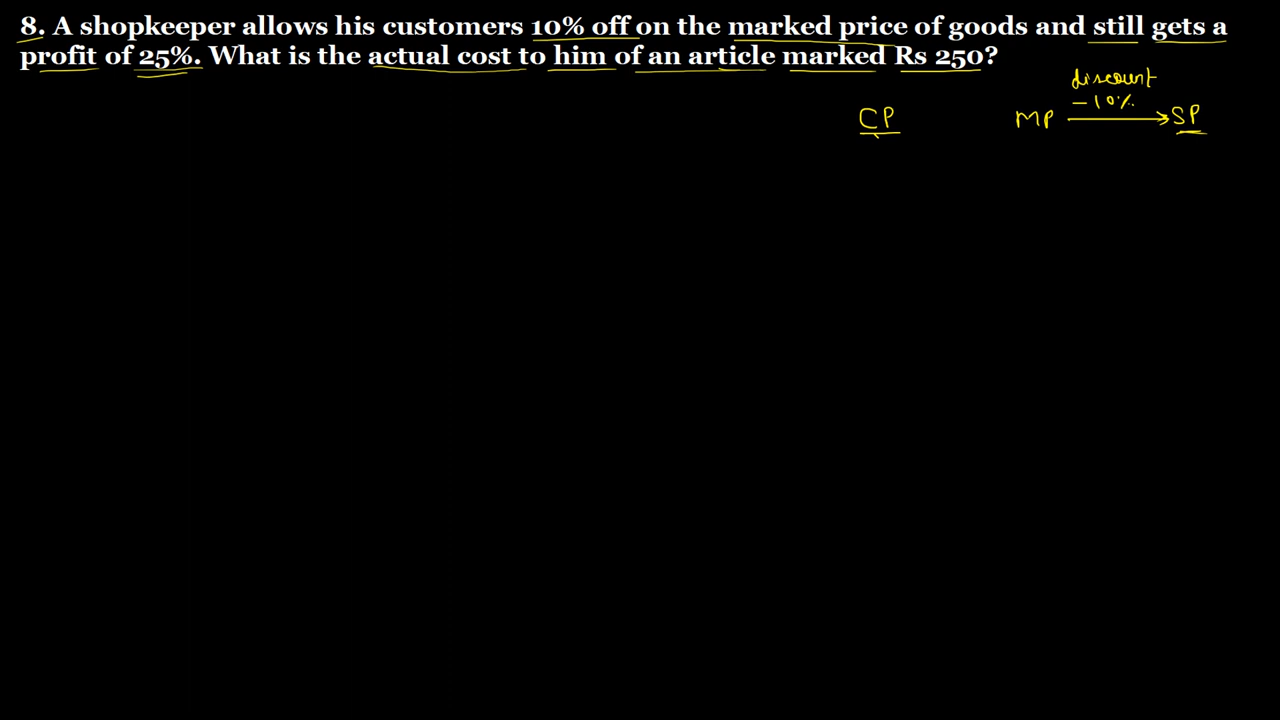 8. A shopkeeper allows his customers 10% off on the marked price of goods and still gets a
profit of 25%. What is the actual cost to him of an article marked Rs 250?
discount
-10%
CP MP SP